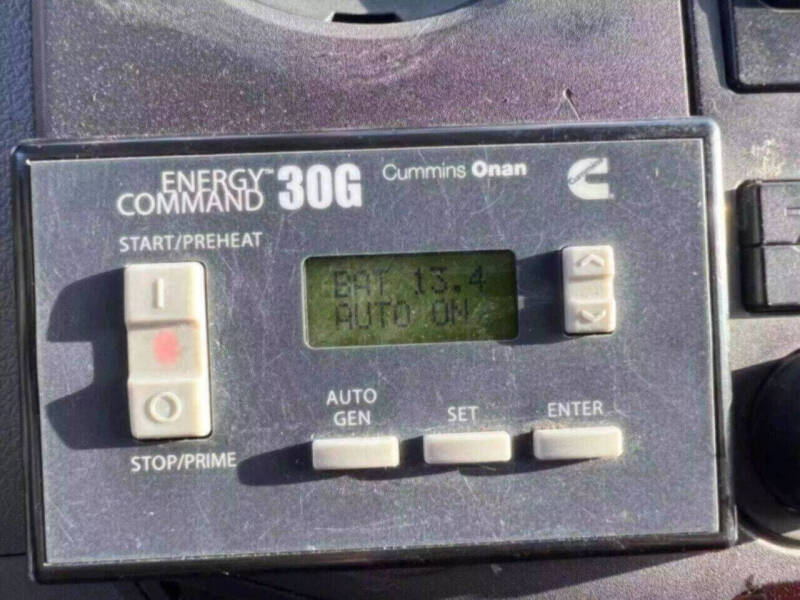 ENERGY™
COMMAND 30G
Cummins Onan
START/PREHEAT
BAT 13.4
AUTO ON
AUTO
GEN
SET
ENTER
STOP/PRIME